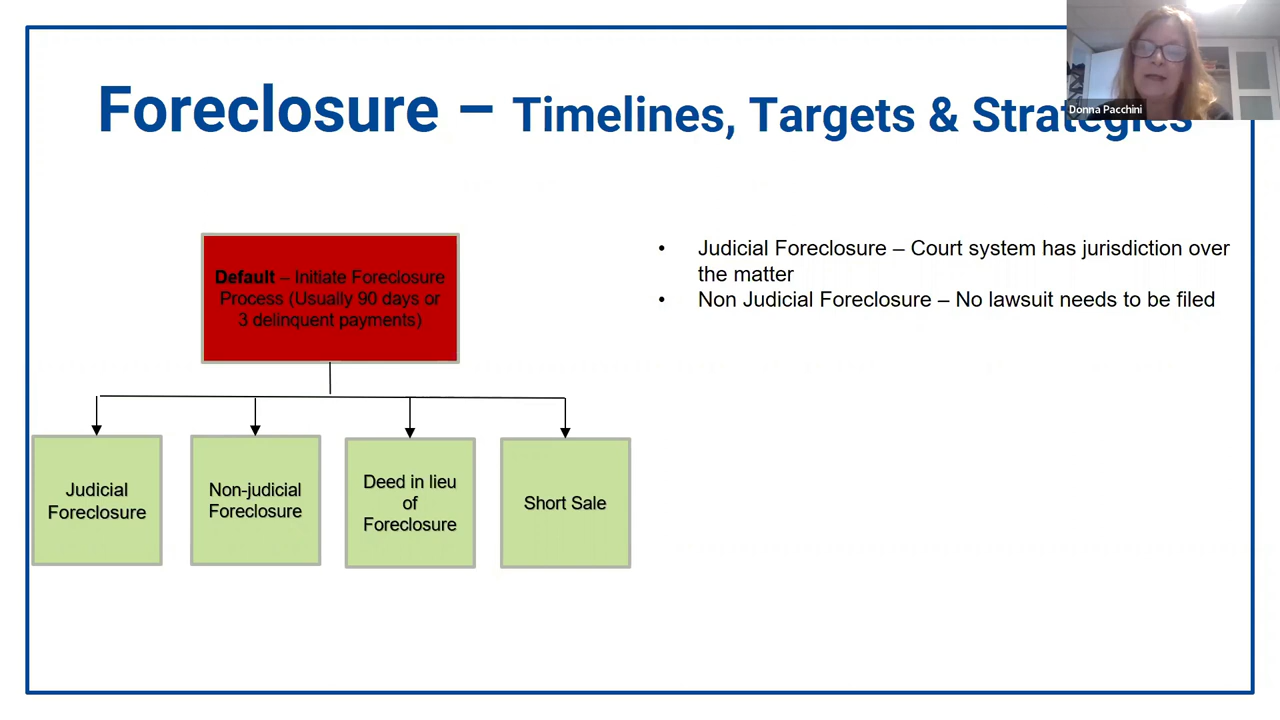 Foreclosure – Timelines, Targets & Strategies
Donna Pacchini
Default – Initiate Foreclosure
Process (Usually 90 days or
3 delinquent payments)
Judicial
Foreclosure
Non-judicial
Foreclosure
Deed in lieu
of
Foreclosure
Short Sale
• Judicial Foreclosure – Court system has jurisdiction over
the matter
• Non Judicial Foreclosure – No lawsuit needs to be filed